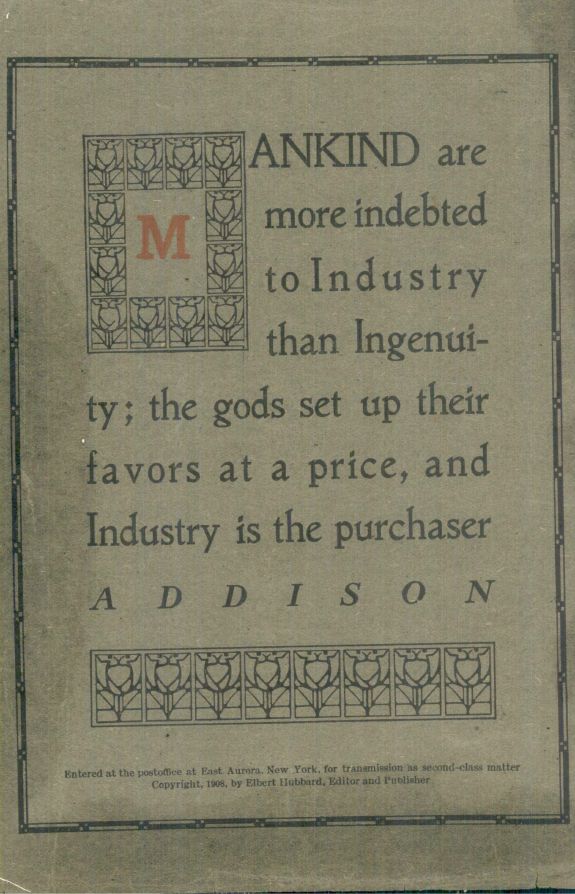 MANKIND are
more indebted
to Industry
than Ingenui-
ty; the gods set up their
favors at a price, and
Industry is the purchaser
ADDISON
Entered at the postoffice at East Aurora, New York, for transmission as second-class matter
Copyright, 1908, by Elbert Hubbard, Editor and Publisher